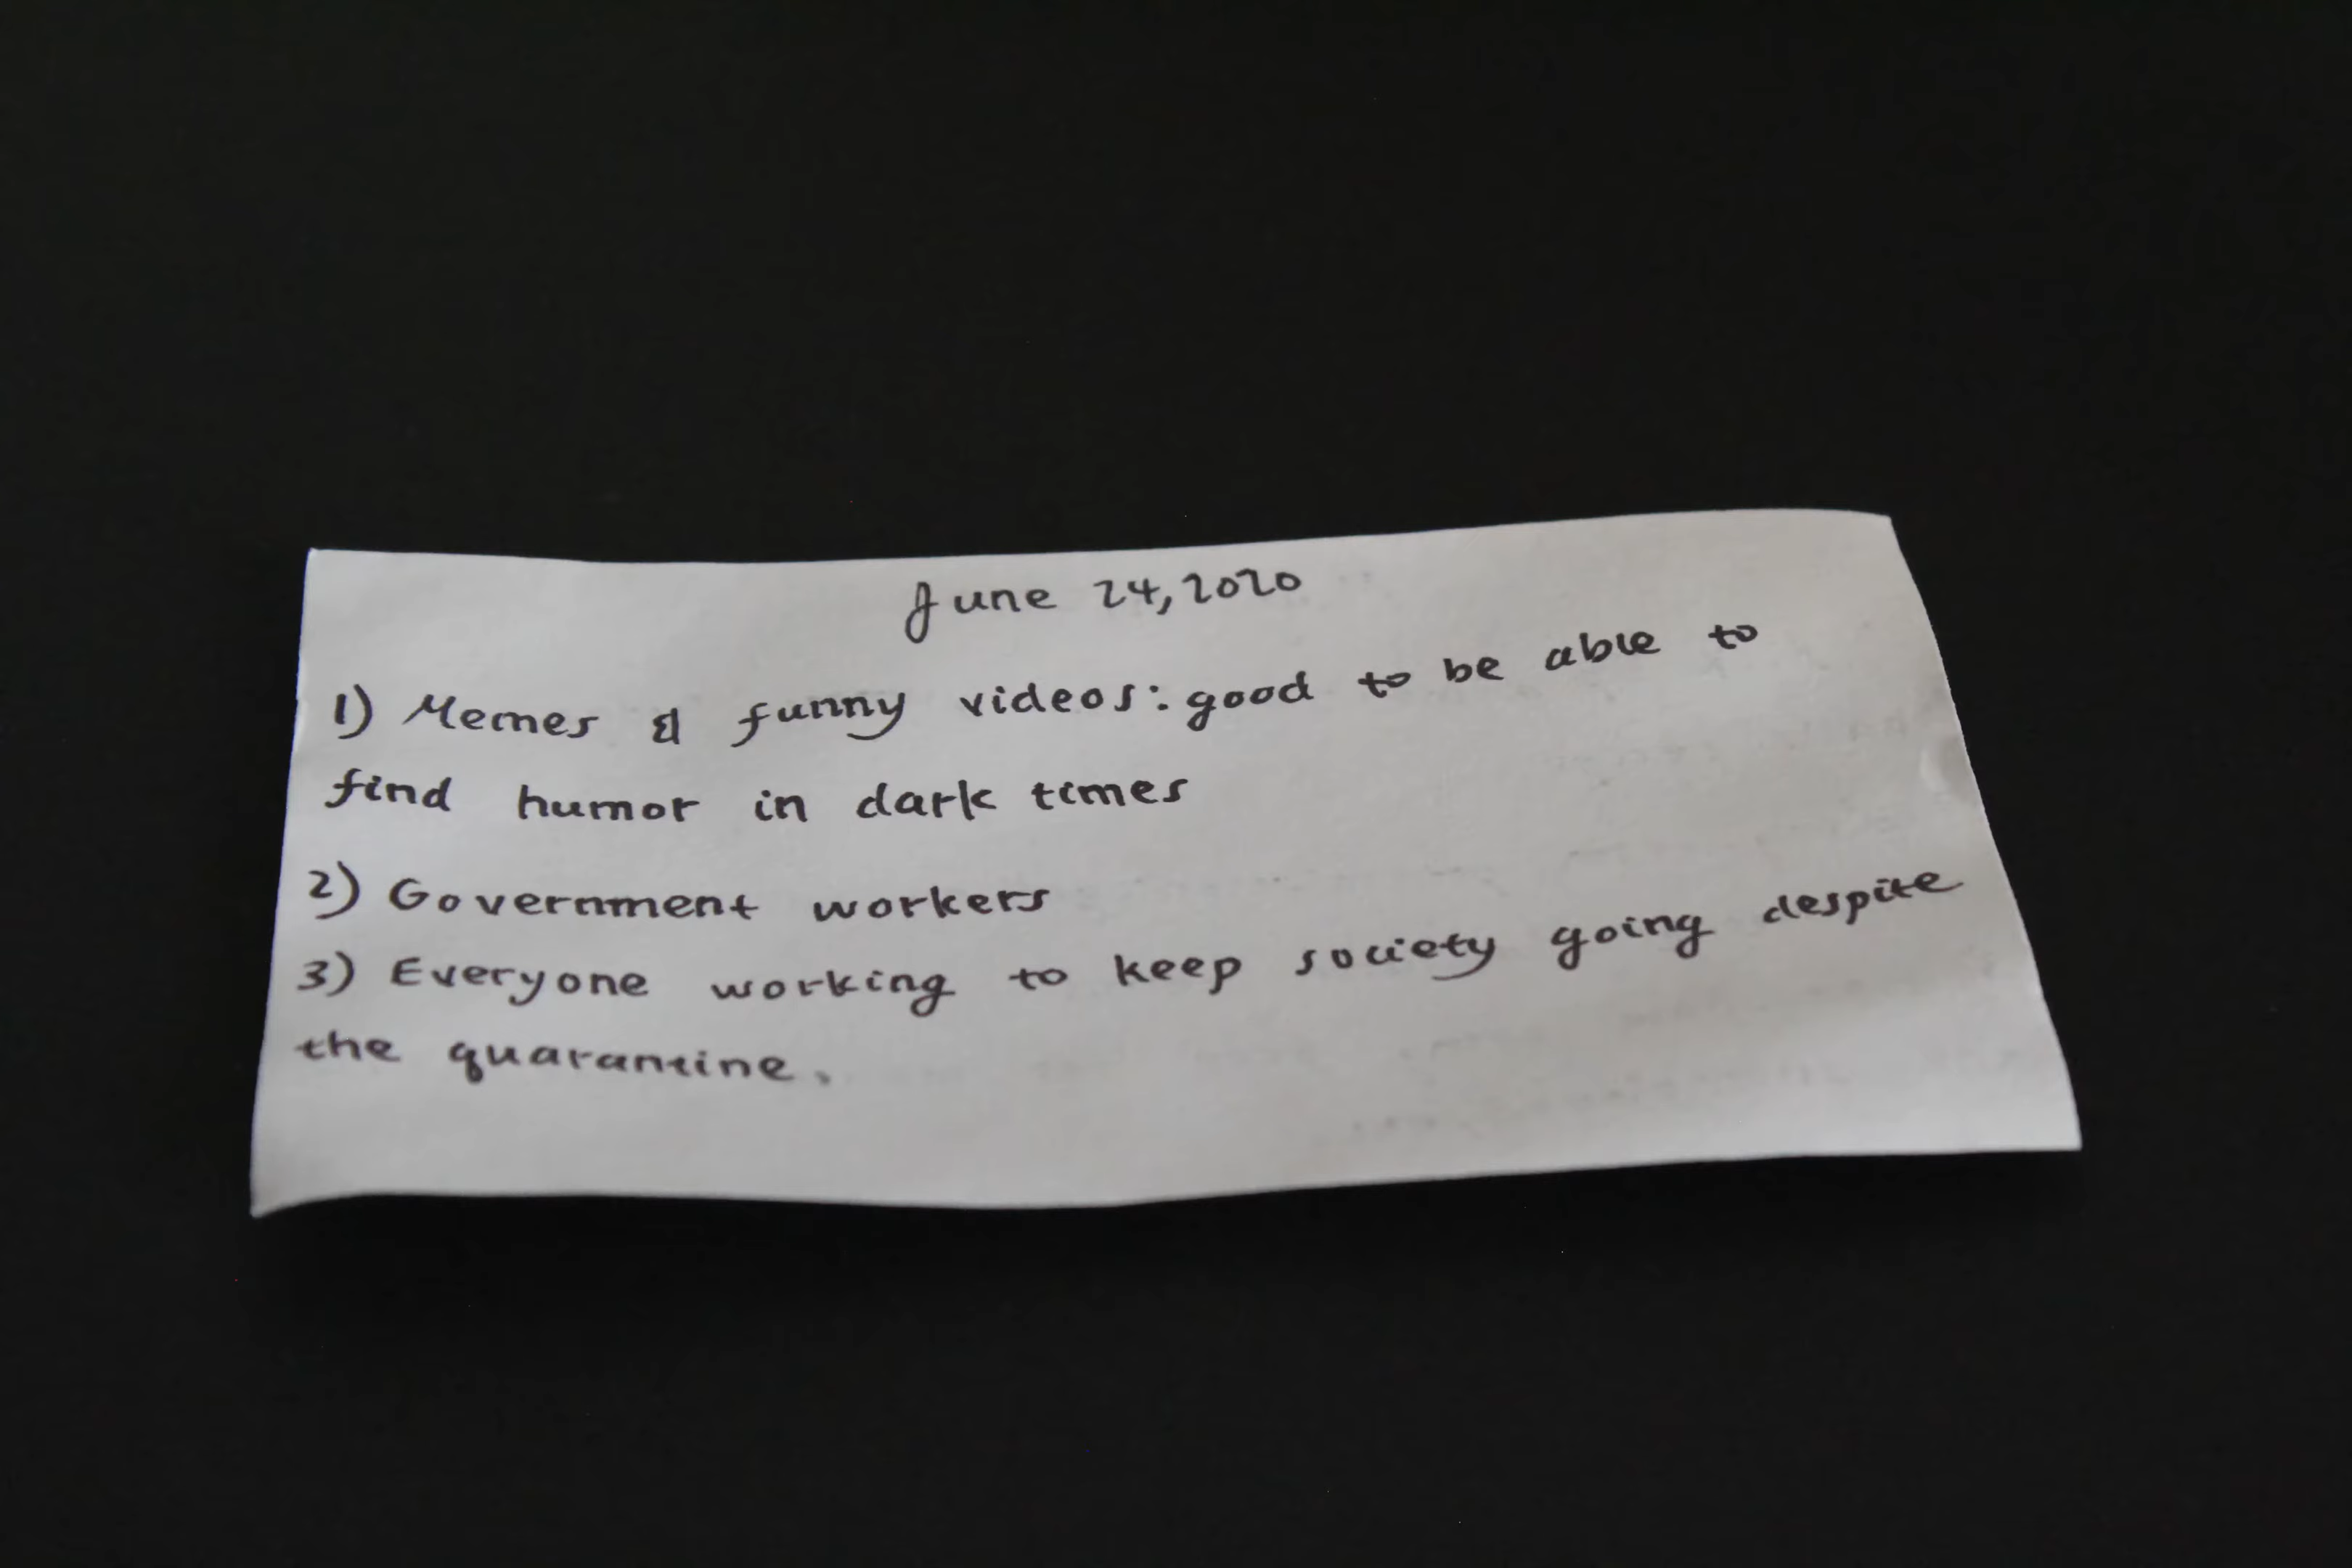 June 24, 2020
1) Memes & funny videos: good to be able to
find humor in dark times
2) Government workers
3) Everyone working to keep society going despite
the quarantine.